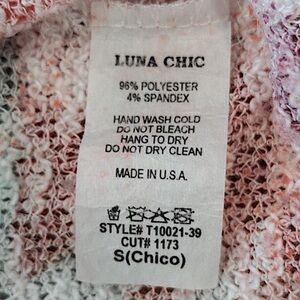 LUNA CHIC
96% POLYESTER
4% SPANDEX
HAND WASH COLD
DO NOT BLEACH
HANG TO DRY
DO NOT DRY CLEAN
MADE IN U.S.A.
STYLE# T10021-39
CUT# 1173
S(Chico)